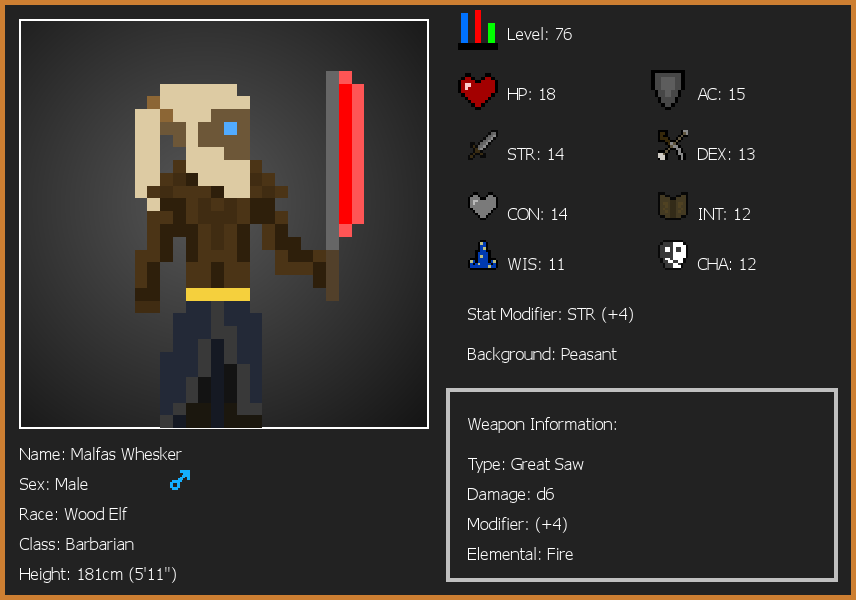 Level: 76
HP: 18
AC: 15
STR: 14
DEX: 13
CON: 14
INT: 12
WIS: 11
CHA: 12
Stat Modifier: STR (+4)
Background: Peasant
Weapon Information:
Type: Great Saw
Damage: d6
Modifier: (+4)
Elemental: Fire
Name: Malfas Whesker
Sex: Male
Race: Wood Elf
Class: Barbarian
Height: 181cm (5'11")